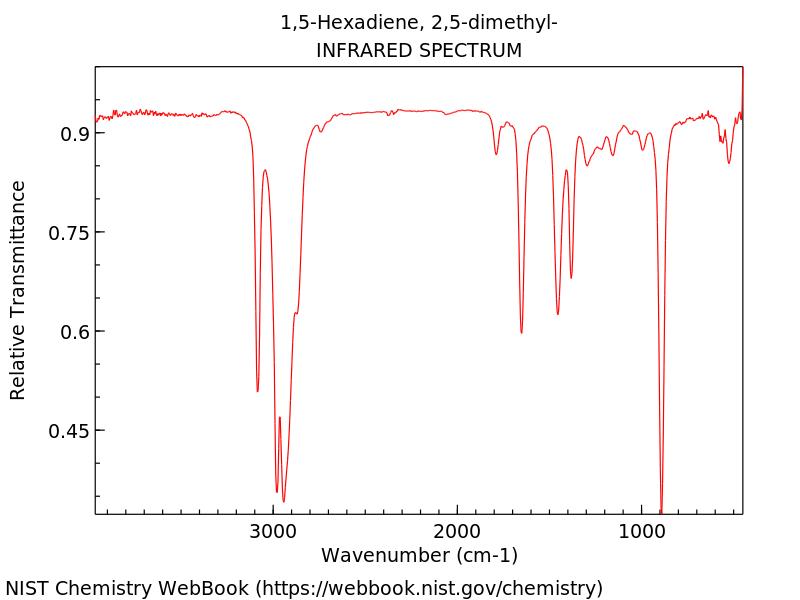 1,5-Hexadiene, 2,5-dimethyl-
INFRARED SPECTRUM
0.9
0.75
0.6
0.45
Relative Transmittance
3000 2000 1000
Wavenumber (cm-1)
NIST Chemistry WebBook (https://webbook.nist.gov/chemistry)